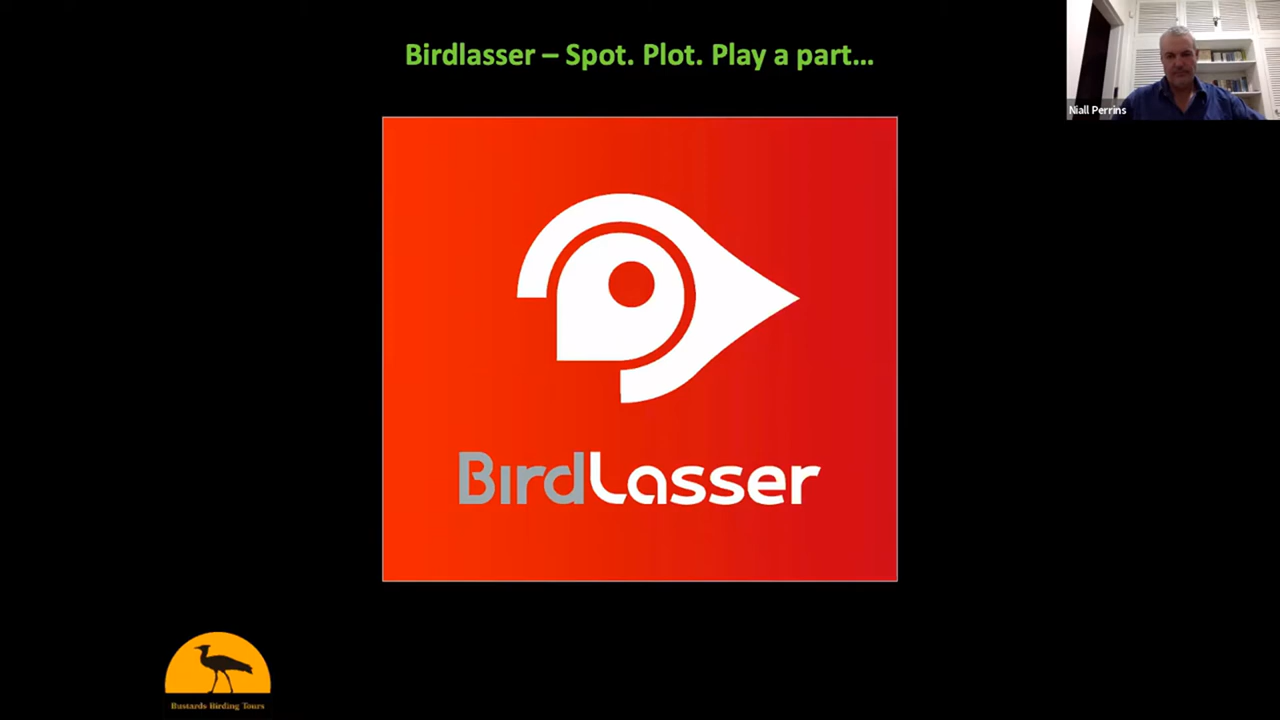 Birdlasser – Spot. Plot. Play a part...
Niall Perrins
BirdLasser
Bustards Birding Tours